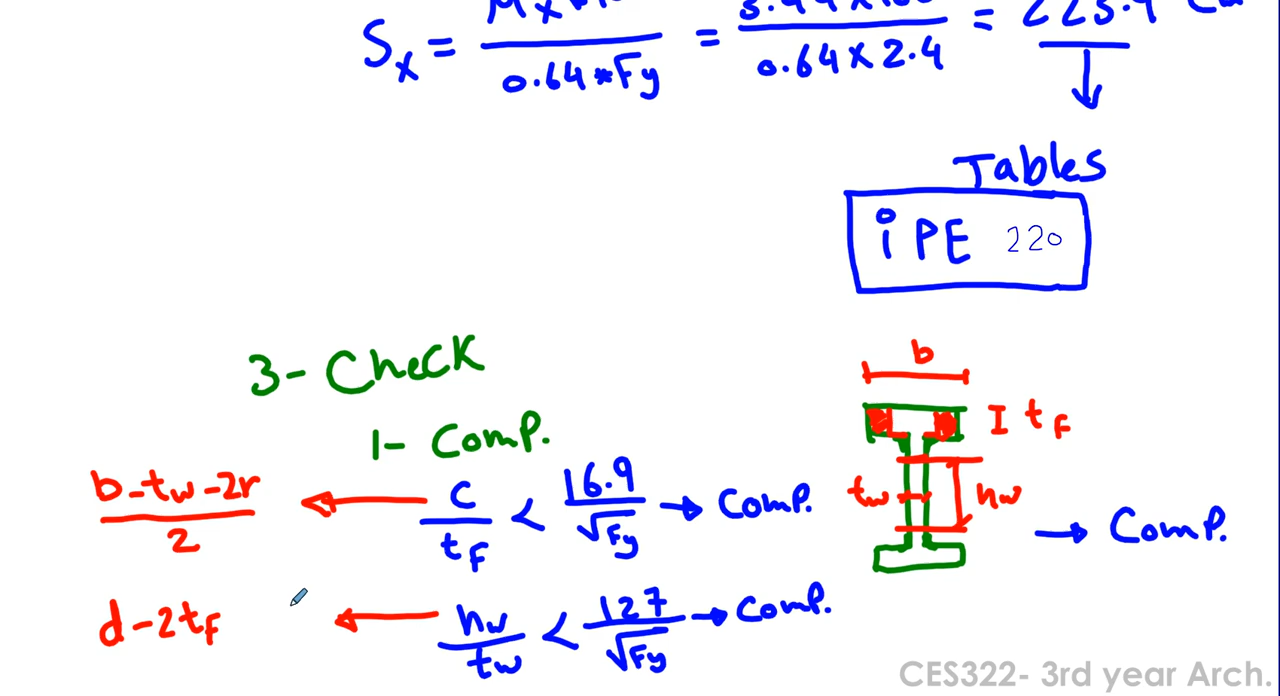 Sx = / 0.64*Fy = / 0.64 x 2.4 =
Tables
iPE 220
3- Check
1- Comp.
b
tF
b-tw-2r / 2 ← c / tF < 16.9 / √Fy → Comp.
tw
hw
→ Comp.
d-2tF ← hw / tw < 127 / √Fy → Comp.
CES322- 3rd year Arch.